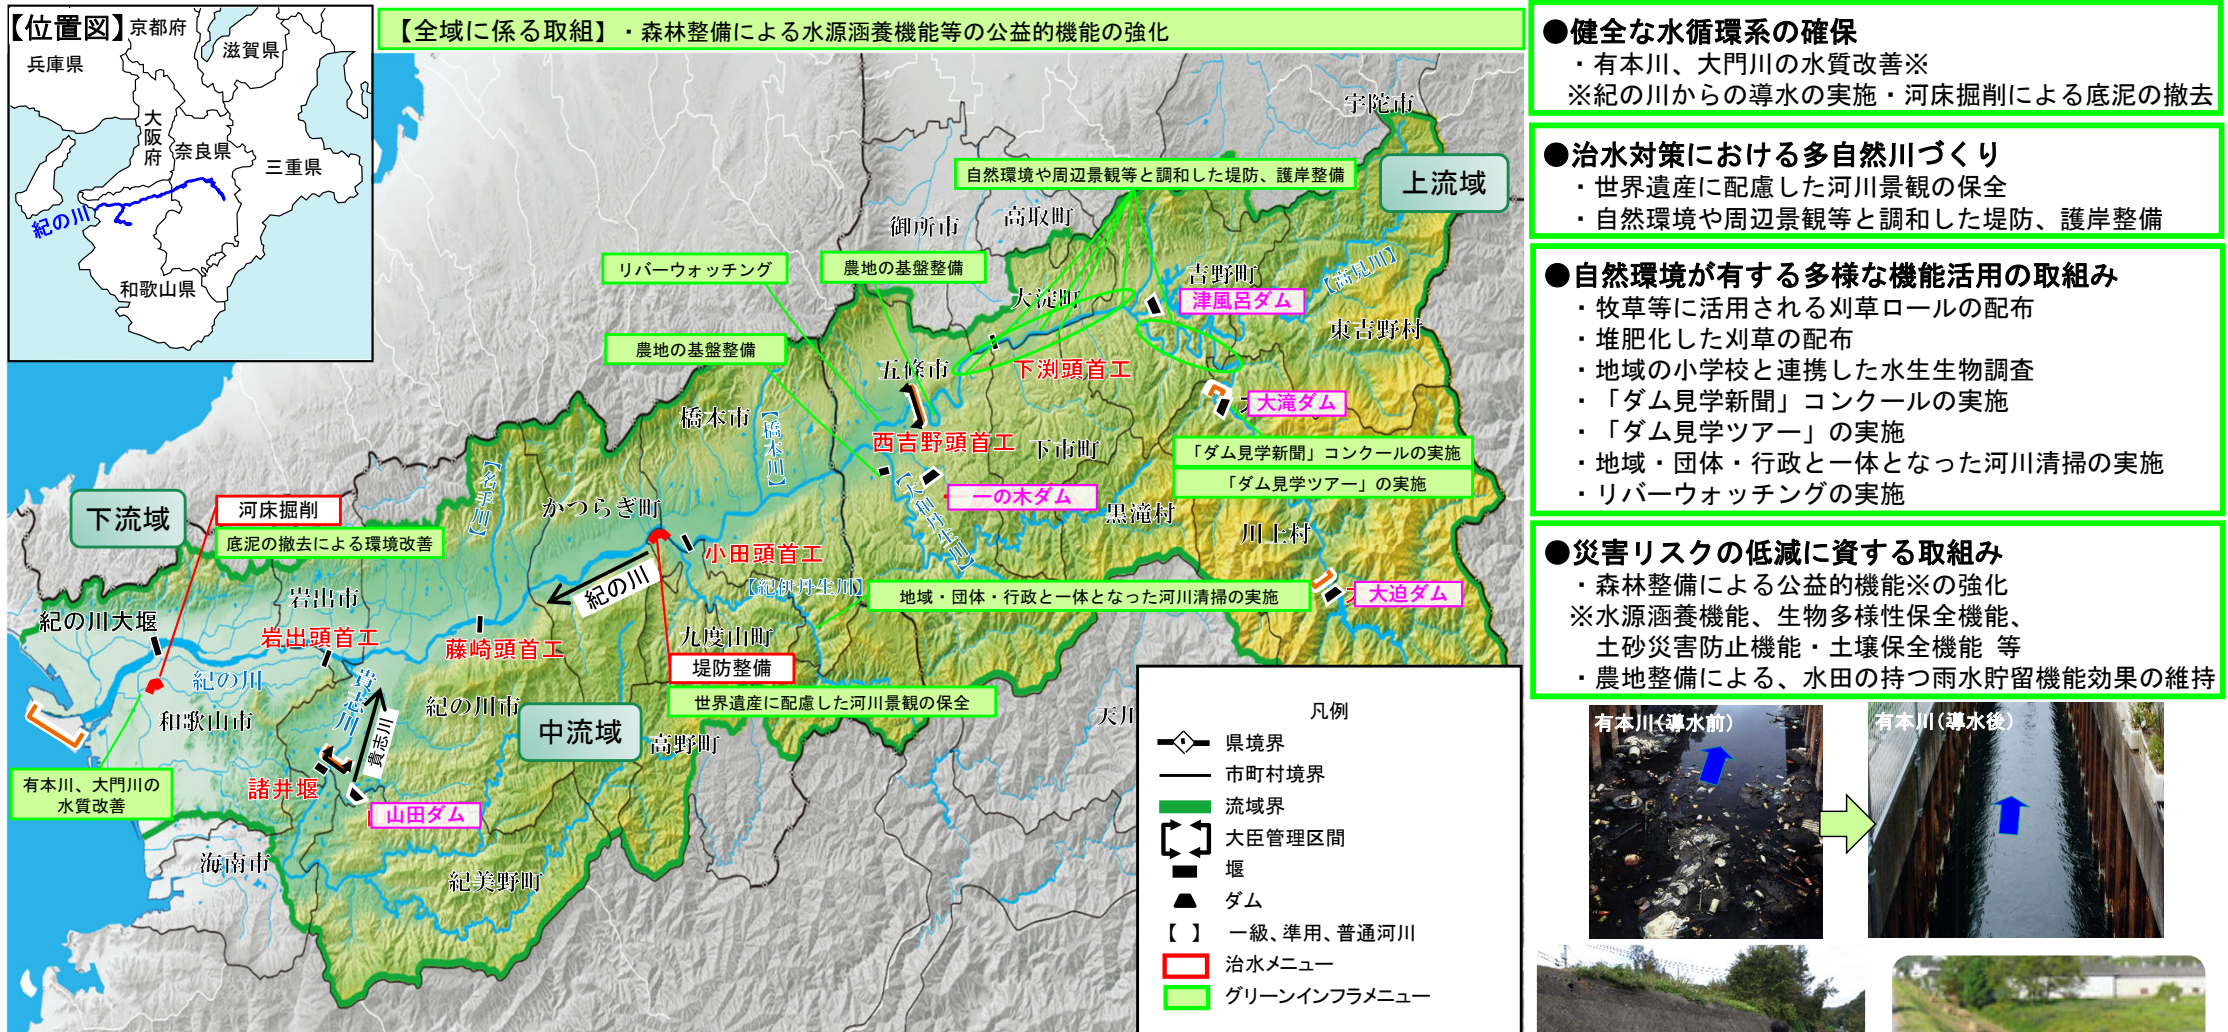 【位置図】
京都府
滋賀県
兵庫県
大阪府
奈良県
三重県
紀の川
和歌山県
【全域に係る取組】・森林整備による水源涵養機能等の公益的機能の強化
宇陀市
自然環境や周辺景観等と調和した堤防、護岸整備
上流域
御所市
高取町
リバーウォッチング
農地の基盤整備
吉野町
【高見川】
大淀町
津風呂ダム
東吉野村
農地の基盤整備
五條市
下渕頭首工
大滝ダム
橋本市
【橋本川】
西吉野頭首工
下市町
「ダム見学新聞」コンクールの実施
「ダム見学ツアー」の実施
【名手川】
一の木ダム
【大和丹生川】
黒滝村
川上村
かつらぎ町
下流域
河床掘削
底泥の撤去による環境改善
小田頭首工
紀の川
【紀伊丹生川】
地域・団体・行政と一体となった河川清掃の実施
大迫ダム
岩出市
紀の川大堰
岩出頭首工
藤崎頭首工
九度山町
堤防整備
世界遺産に配慮した河川景観の保全
紀の川
貴志川
紀の川市
和歌山市
中流域
高野町
天川
貴志川
有本川、大門川の
水質改善
諸井堰
山田ダム
海南市
紀美野町
凡例
県境界
市町村境界
流域界
大臣管理区間
堰
ダム
【 】 一級、準用、普通河川
治水メニュー
グリーンインフラメニュー
●健全な水循環系の確保
・有本川、大門川の水質改善※
※紀の川からの導水の実施・河床掘削による底泥の撤去
●治水対策における多自然川づくり
・世界遺産に配慮した河川景観の保全
・自然環境や周辺景観等と調和した堤防、護岸整備
●自然環境が有する多様な機能活用の取組み
・牧草等に活用される刈草ロールの配布
・堆肥化した刈草の配布
・地域の小学校と連携した水生生物調査
・「ダム見学新聞」コンクールの実施
・「ダム見学ツアー」の実施
・地域・団体・行政と一体となった河川清掃の実施
・リバーウォッチングの実施
●災害リスクの低減に資する取組み
・森林整備による公益的機能※の強化
※水源涵養機能、生物多様性保全機能、
土砂災害防止機能・土壌保全機能 等
・農地整備による、水田の持つ雨水貯留機能効果の維持
有本川(導水前)
有本川(導水後)